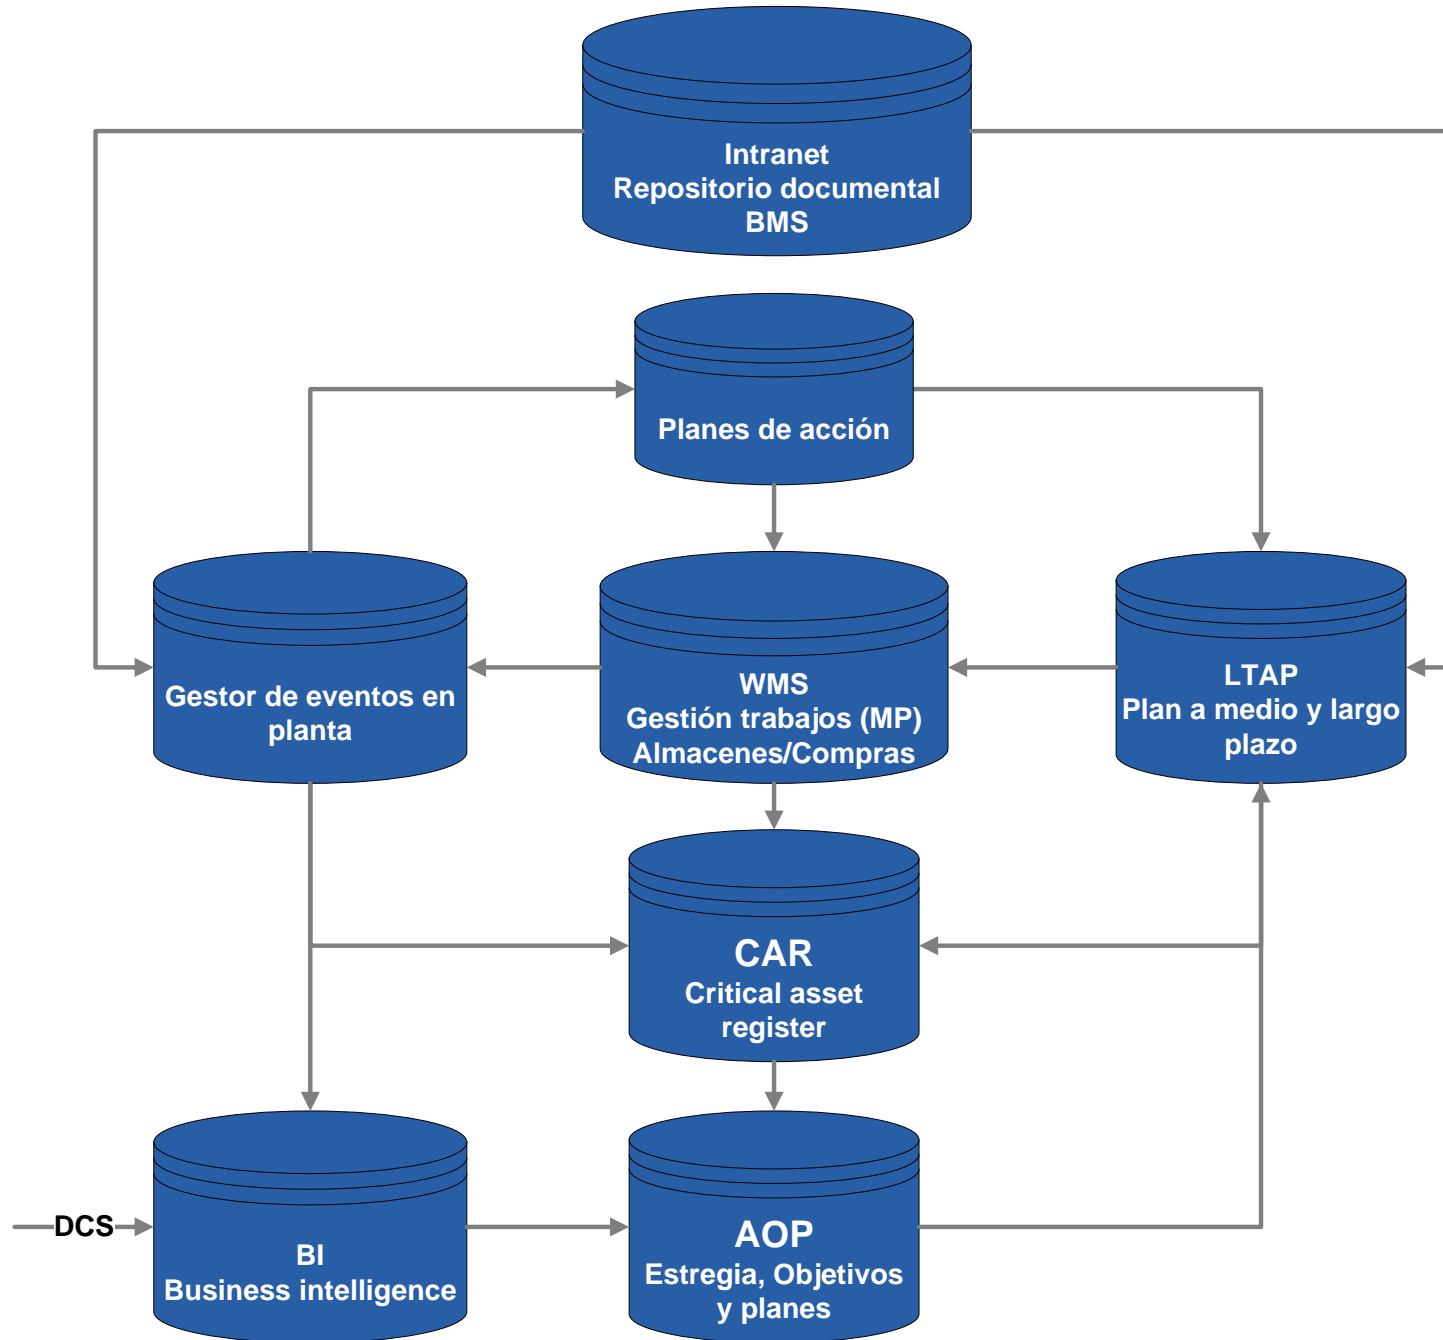 Intranet
Repositorio documental
BMS
Planes de acción
Gestor de eventos en
planta
WMS
Gestión trabajos (MP)
Almacenes/Compras
LTAP
Plan a medio y largo
plazo
CAR
Critical asset
register
DCS
BI
Business intelligence
AOP
Estregia, Objetivos
y planes